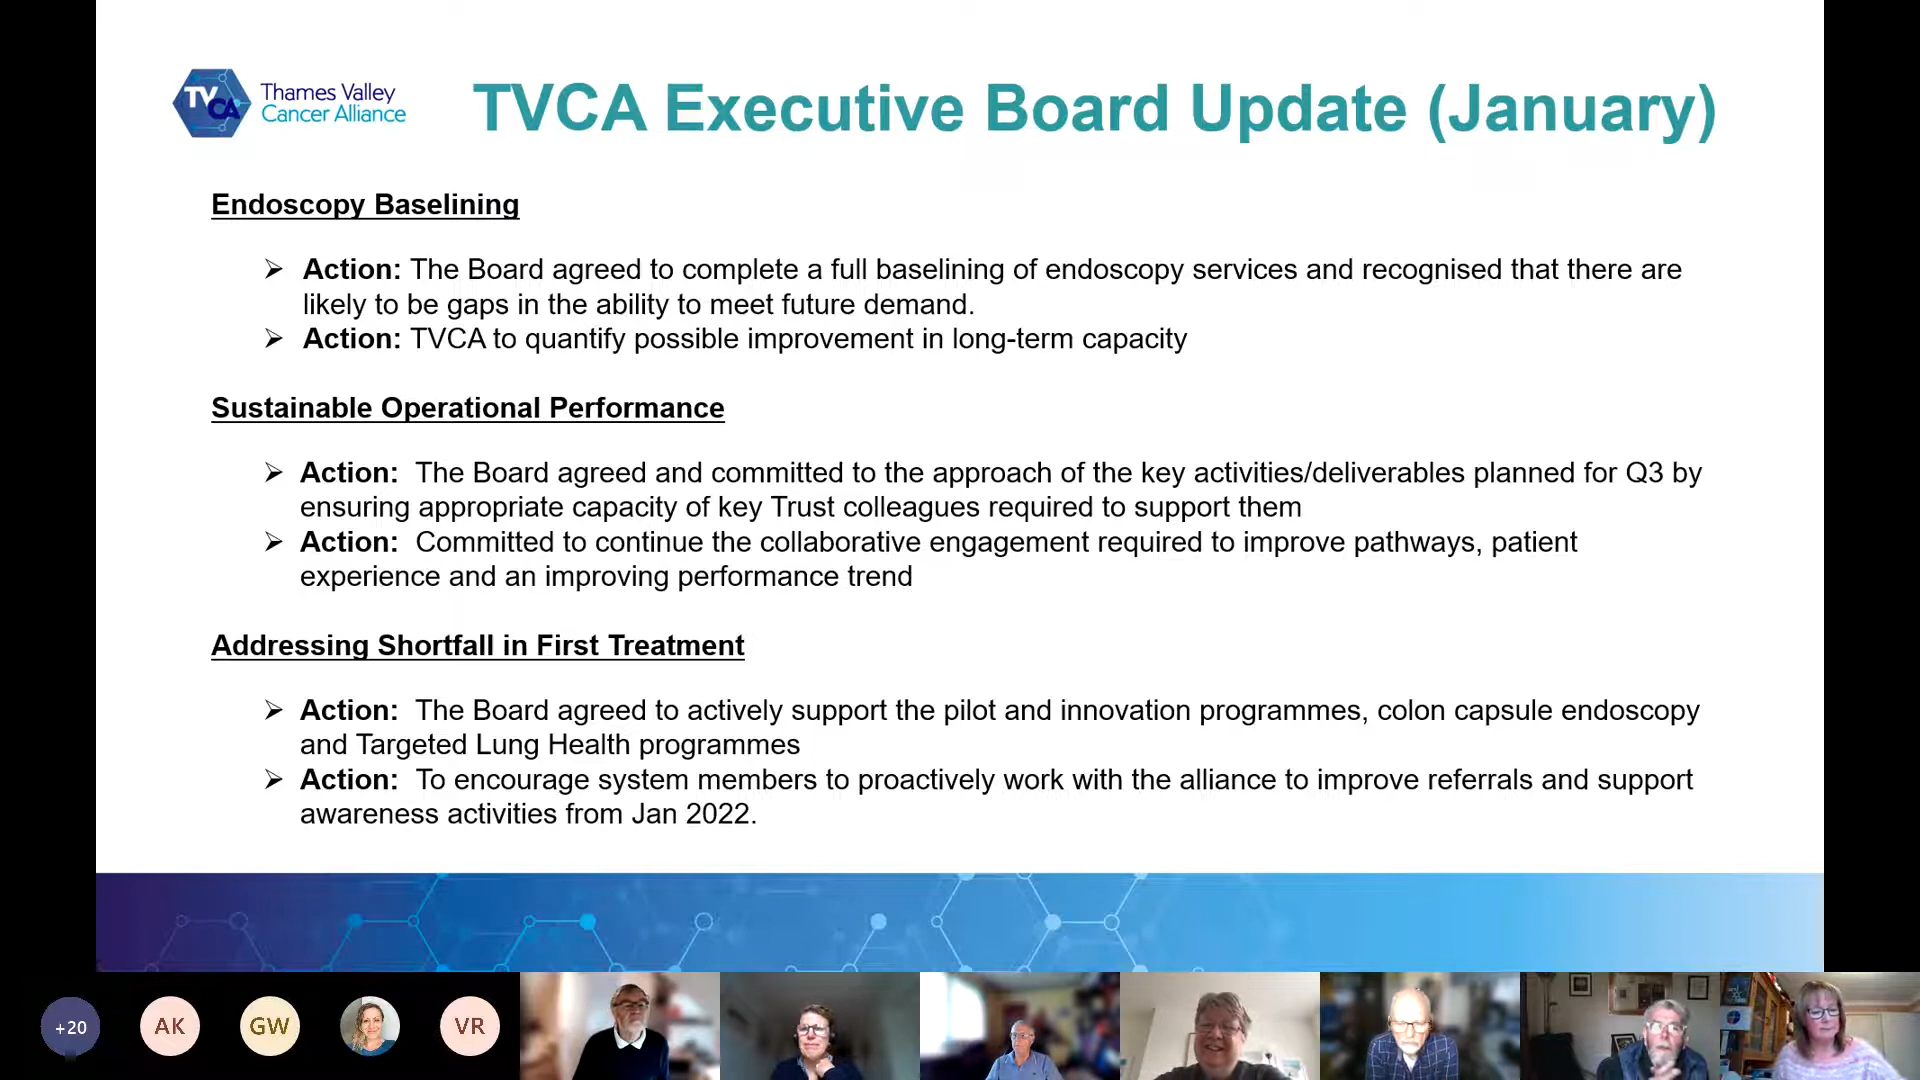 TVCA
Thames Valley
Cancer Alliance
TVCA Executive Board Update (January)
Endoscopy Baselining
➢ Action: The Board agreed to complete a full baselining of endoscopy services and recognised that there are
likely to be gaps in the ability to meet future demand.
➢ Action: TVCA to quantify possible improvement in long-term capacity
Sustainable Operational Performance
➢ Action: The Board agreed and committed to the approach of the key activities/deliverables planned for Q3 by
ensuring appropriate capacity of key Trust colleagues required to support them
➢ Action: Committed to continue the collaborative engagement required to improve pathways, patient
experience and an improving performance trend
Addressing Shortfall in First Treatment
➢ Action: The Board agreed to actively support the pilot and innovation programmes, colon capsule endoscopy
and Targeted Lung Health programmes
➢ Action: To encourage system members to proactively work with the alliance to improve referrals and support
awareness activities from Jan 2022.
+20
AK
GW
VR